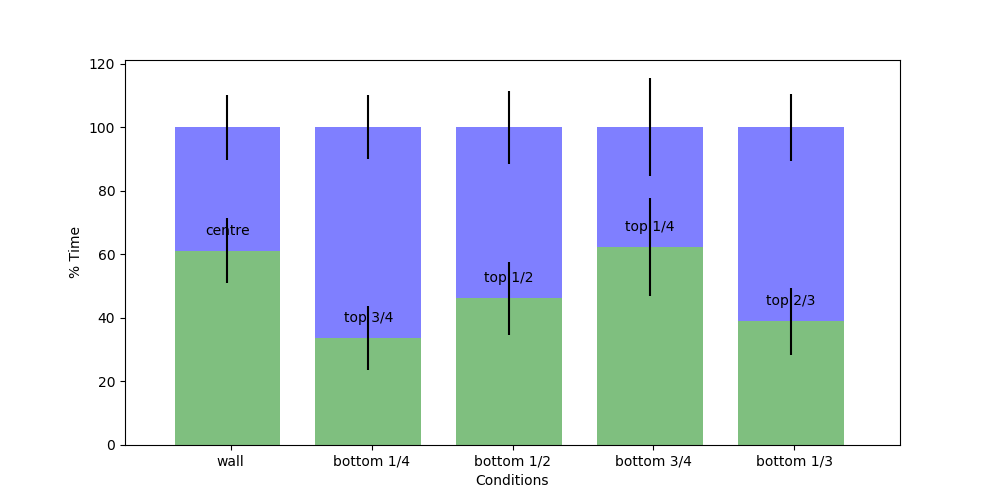 120
100
80
60
40
20
0
% Time
centre
top 3/4
top 1/2
top 1/4
top 2/3
wall
bottom 1/4
bottom 1/2
bottom 3/4
bottom 1/3
Conditions